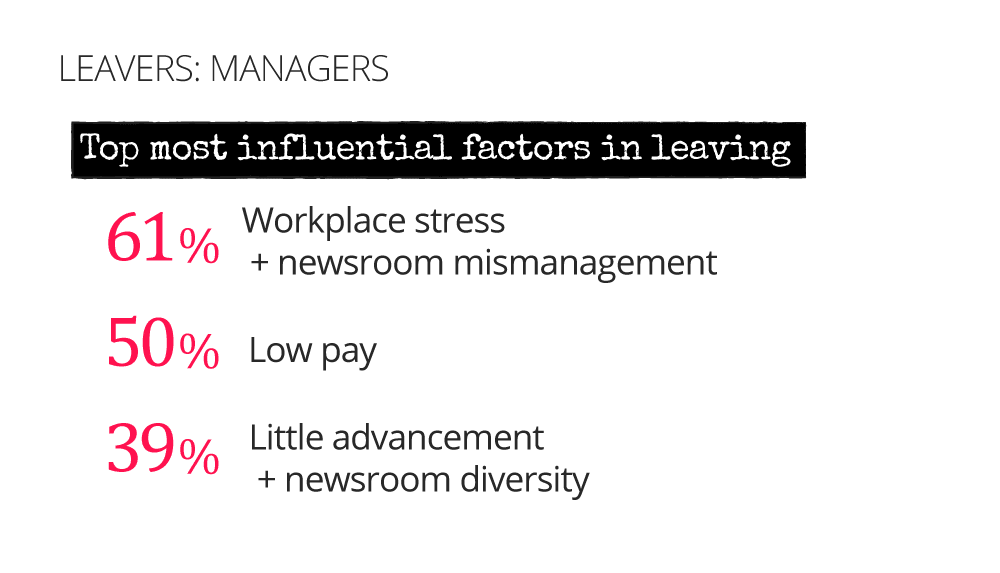 LEAVERS: MANAGERS
Top most influential factors in leaving
61% Workplace stress
+ newsroom mismanagement
50% Low pay
39% Little advancement
+ newsroom diversity